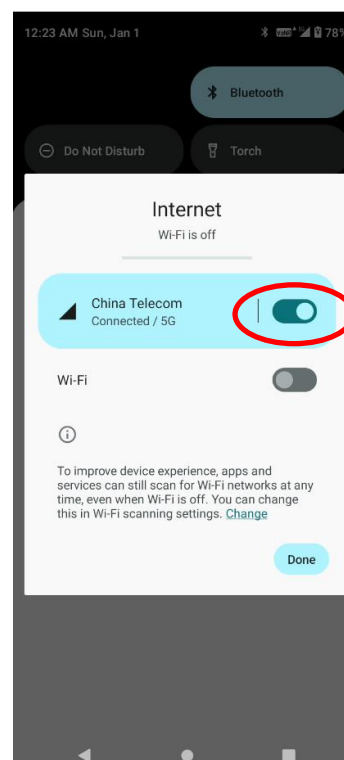 12:23 AM Sun, Jan 1 78%
Bluetooth
Do Not Disturb Torch
Internet
Wi-Fi is off
China Telecom
Connected / 5G
Wi-Fi
To improve device experience, apps and
services can still scan for Wi-Fi networks at any
time, even when Wi-Fi is off. You can change
this in Wi-Fi scanning settings. Change
Done